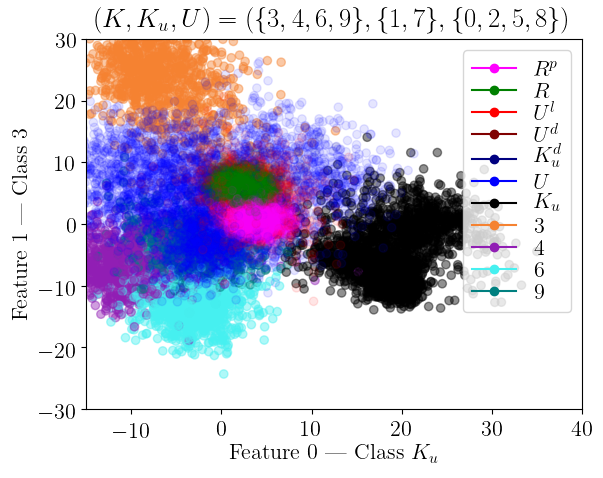 (K, K_u, U) = ({3, 4, 6, 9}, {1, 7}, {0, 2, 5, 8})
30
20
10
0
−10
−20
−30
Feature 1 — Class 3
R^p
R
U^l
U^d
K_u^d
U
K_u
3
4
6
9
−10
0
10
20
30
40
Feature 0 — Class K_u